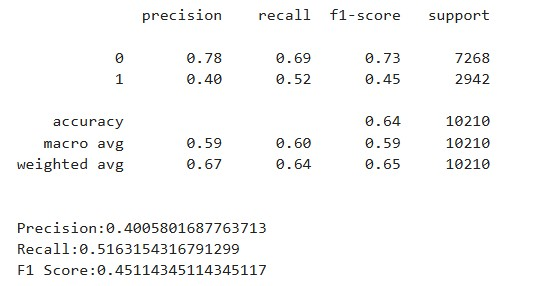 precision recall f1-score support
0 0.78 0.69 0.73 7268
1 0.40 0.52 0.45 2942
accuracy 0.64 10210
macro avg 0.59 0.60 0.59 10210
weighted avg 0.67 0.64 0.65 10210
Precision:0.4005801687763713
Recall:0.5163154316791299
F1 Score:0.45114345114345117